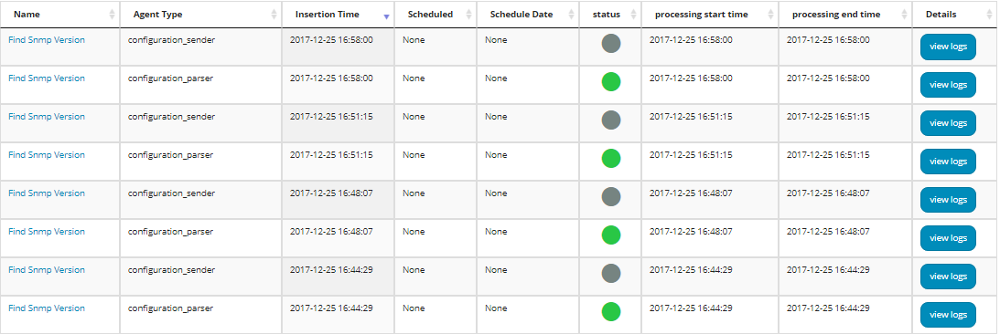 Name Agent Type Insertion Time Scheduled Schedule Date status processing start time processing end time Details
Find Snmp Version configuration_sender 2017-12-25 16:58:00 None None 2017-12-25 16:58:00 2017-12-25 16:58:00 view logs
Find Snmp Version configuration_parser 2017-12-25 16:58:00 None None 2017-12-25 16:58:00 2017-12-25 16:58:00 view logs
Find Snmp Version configuration_sender 2017-12-25 16:51:15 None None 2017-12-25 16:51:15 2017-12-25 16:51:15 view logs
Find Snmp Version configuration_parser 2017-12-25 16:51:15 None None 2017-12-25 16:51:15 2017-12-25 16:51:15 view logs
Find Snmp Version configuration_sender 2017-12-25 16:48:07 None None 2017-12-25 16:48:07 2017-12-25 16:48:07 view logs
Find Snmp Version configuration_parser 2017-12-25 16:48:07 None None 2017-12-25 16:48:07 2017-12-25 16:48:07 view logs
Find Snmp Version configuration_sender 2017-12-25 16:44:29 None None 2017-12-25 16:44:29 2017-12-25 16:44:29 view logs
Find Snmp Version configuration_parser 2017-12-25 16:44:29 None None 2017-12-25 16:44:29 2017-12-25 16:44:29 view logs